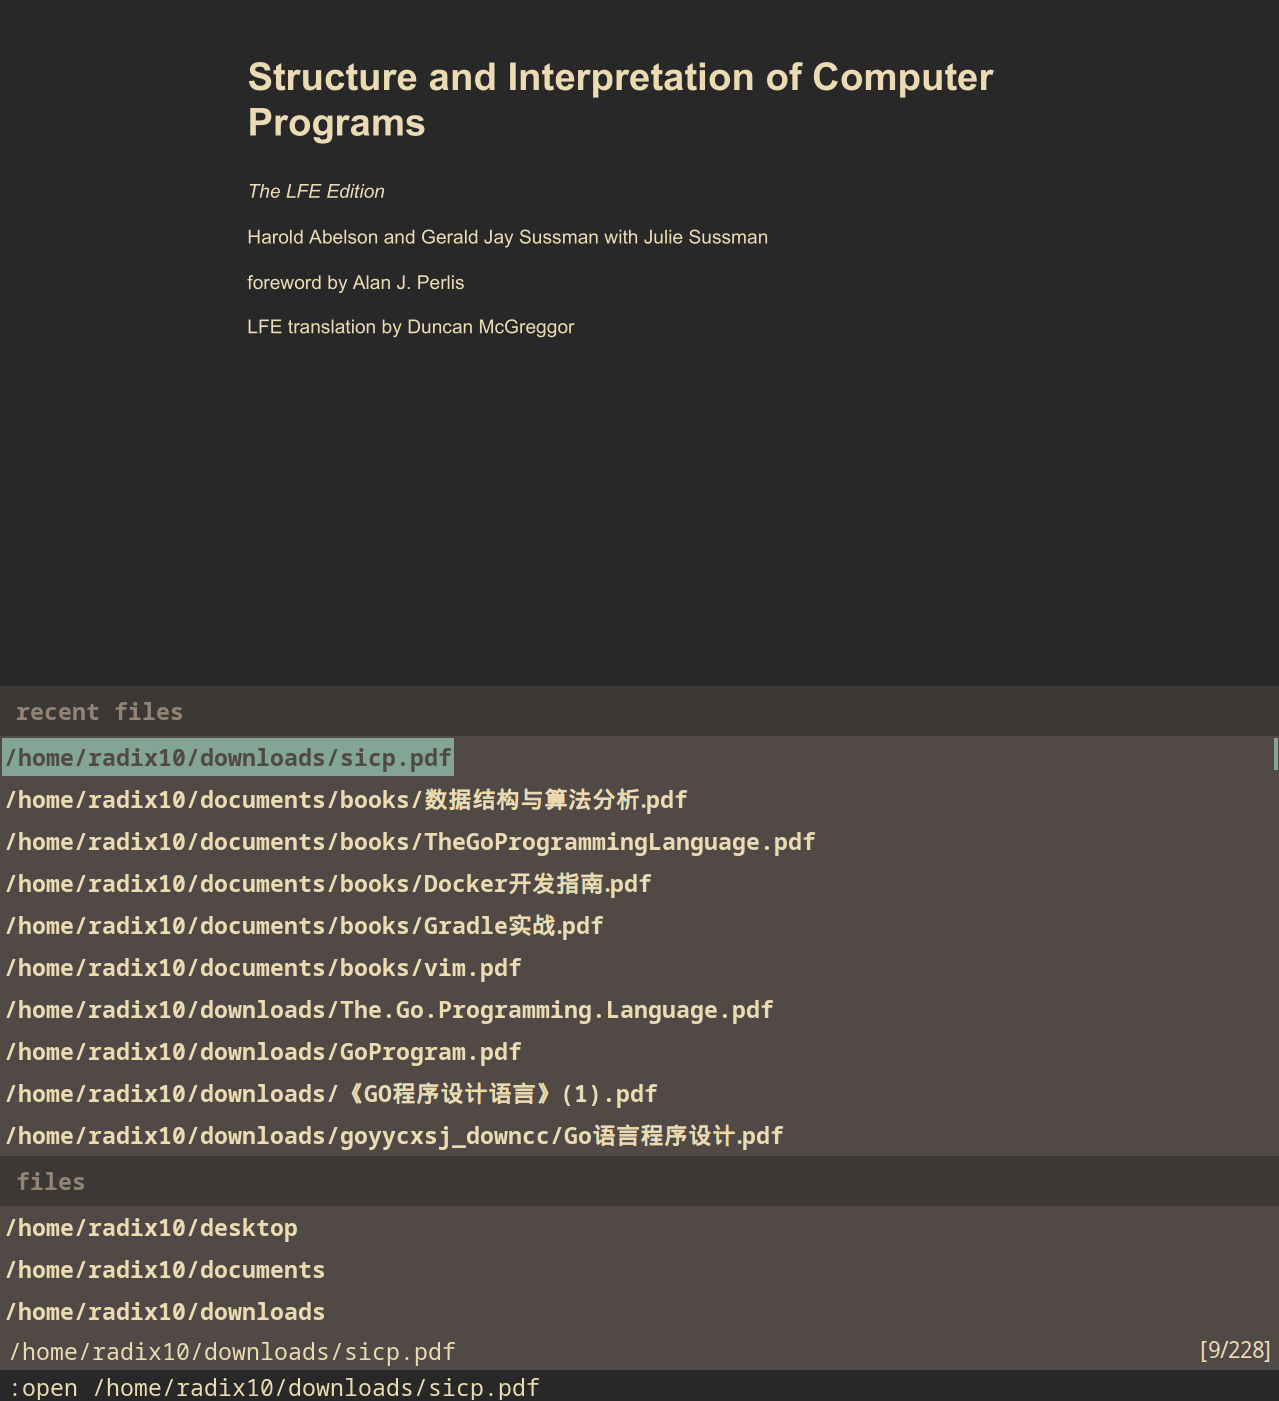 Structure and Interpretation of Computer
Programs
The LFE Edition
Harold Abelson and Gerald Jay Sussman with Julie Sussman
foreword by Alan J. Perlis
LFE translation by Duncan McGreggor
recent files
/home/radix10/downloads/sicp.pdf
/home/radix10/documents/books/数据结构与算法分析.pdf
/home/radix10/documents/books/TheGoProgrammingLanguage.pdf
/home/radix10/documents/books/Docker开发指南.pdf
/home/radix10/documents/books/Gradle实战.pdf
/home/radix10/documents/books/vim.pdf
/home/radix10/downloads/The.Go.Programming.Language.pdf
/home/radix10/downloads/GoProgram.pdf
/home/radix10/downloads/《GO程序设计语言》(1).pdf
/home/radix10/downloads/goyycxsj_downcc/Go语言程序设计.pdf
files
/home/radix10/desktop
/home/radix10/documents
/home/radix10/downloads
/home/radix10/downloads/sicp.pdf [9/228]
:open /home/radix10/downloads/sicp.pdf